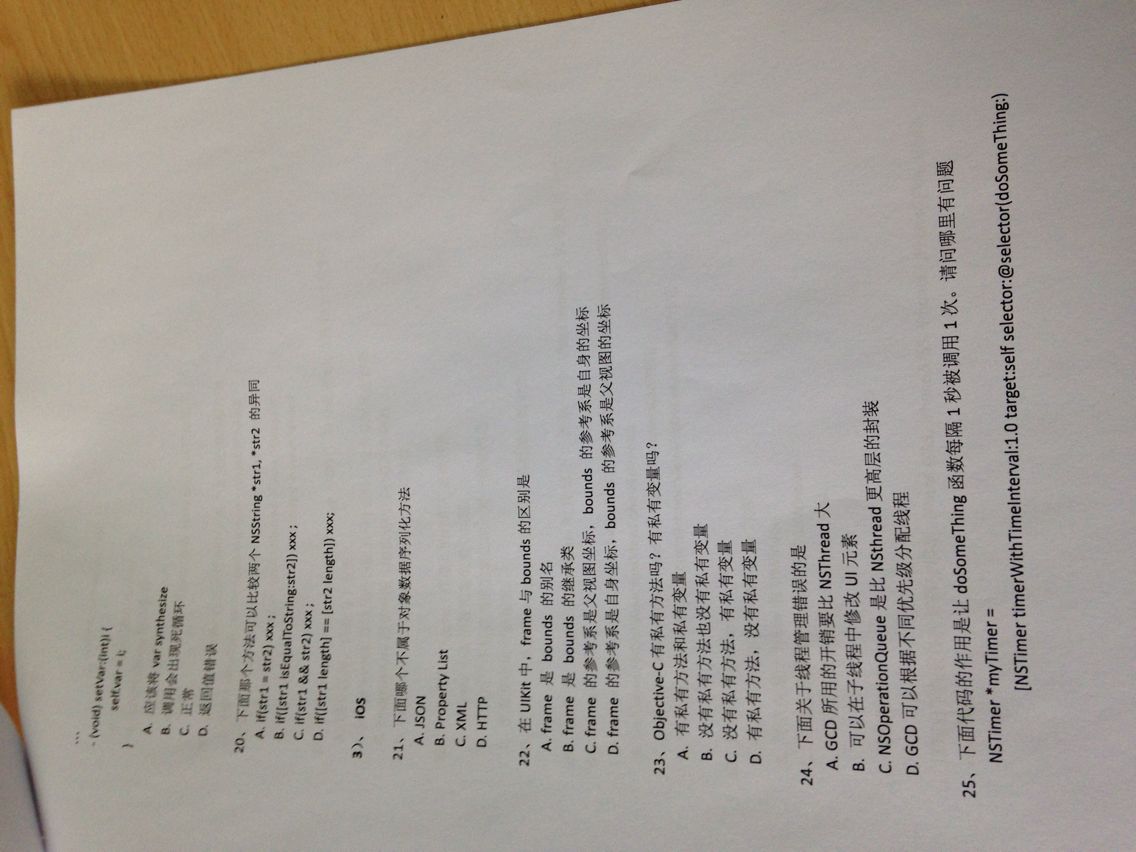 ...
- (void) setVar:(int)i {
self.var = i;
}
A. 应该将 var synthesize
B. 调用会出现死循环
C. 正常
D. 返回值错误
20、下面那个方法可以比较两个 NSString *str1, *str2 的异同
A. if(str1 = str2) xxx ;
B. if([str1 isEqualToString:str2]) xxx ;
C. if(str1 && str2) xxx ;
D. if([str1 length] == [str2 length]) xxx;
3）、 iOS
21、下面哪个不属于对象数据序列化方法
A. JSON
B. Property List
C. XML
D. HTTP
22、在 UIKit 中，frame 与 bounds 的区别是
A. frame 是 bounds 的别名
B. frame 是 bounds 的继承类
C. frame 的参考系是父视图坐标，bounds 的参考系是自身的坐标
D. frame 的参考系是自身坐标，bounds 的参考系是父视图的坐标
23、Objective-C 有私有方法吗？有私有变量吗？
A. 有私有方法和私有变量
B. 没有私有方法也没有私有变量
C. 没有私有方法，有私有变量
D. 有私有方法，没有私有变量
24、下面关于线程管理错误的是
A. GCD 所用的开销要比 NSThread 大
B. 可以在子线程中修改 UI 元素
C. NSOperationQueue 是比 NSthread 更高层的封装
D. GCD 可以根据不同优先级分配线程
25、下面代码的作用是让 doSomeThing 函数每隔 1 秒被调用 1 次。请问哪里有问题
NSTimer *myTimer =
[NSTimer timerWithTimeInterval:1.0 target:self selector:@selector(doSomeThing:)